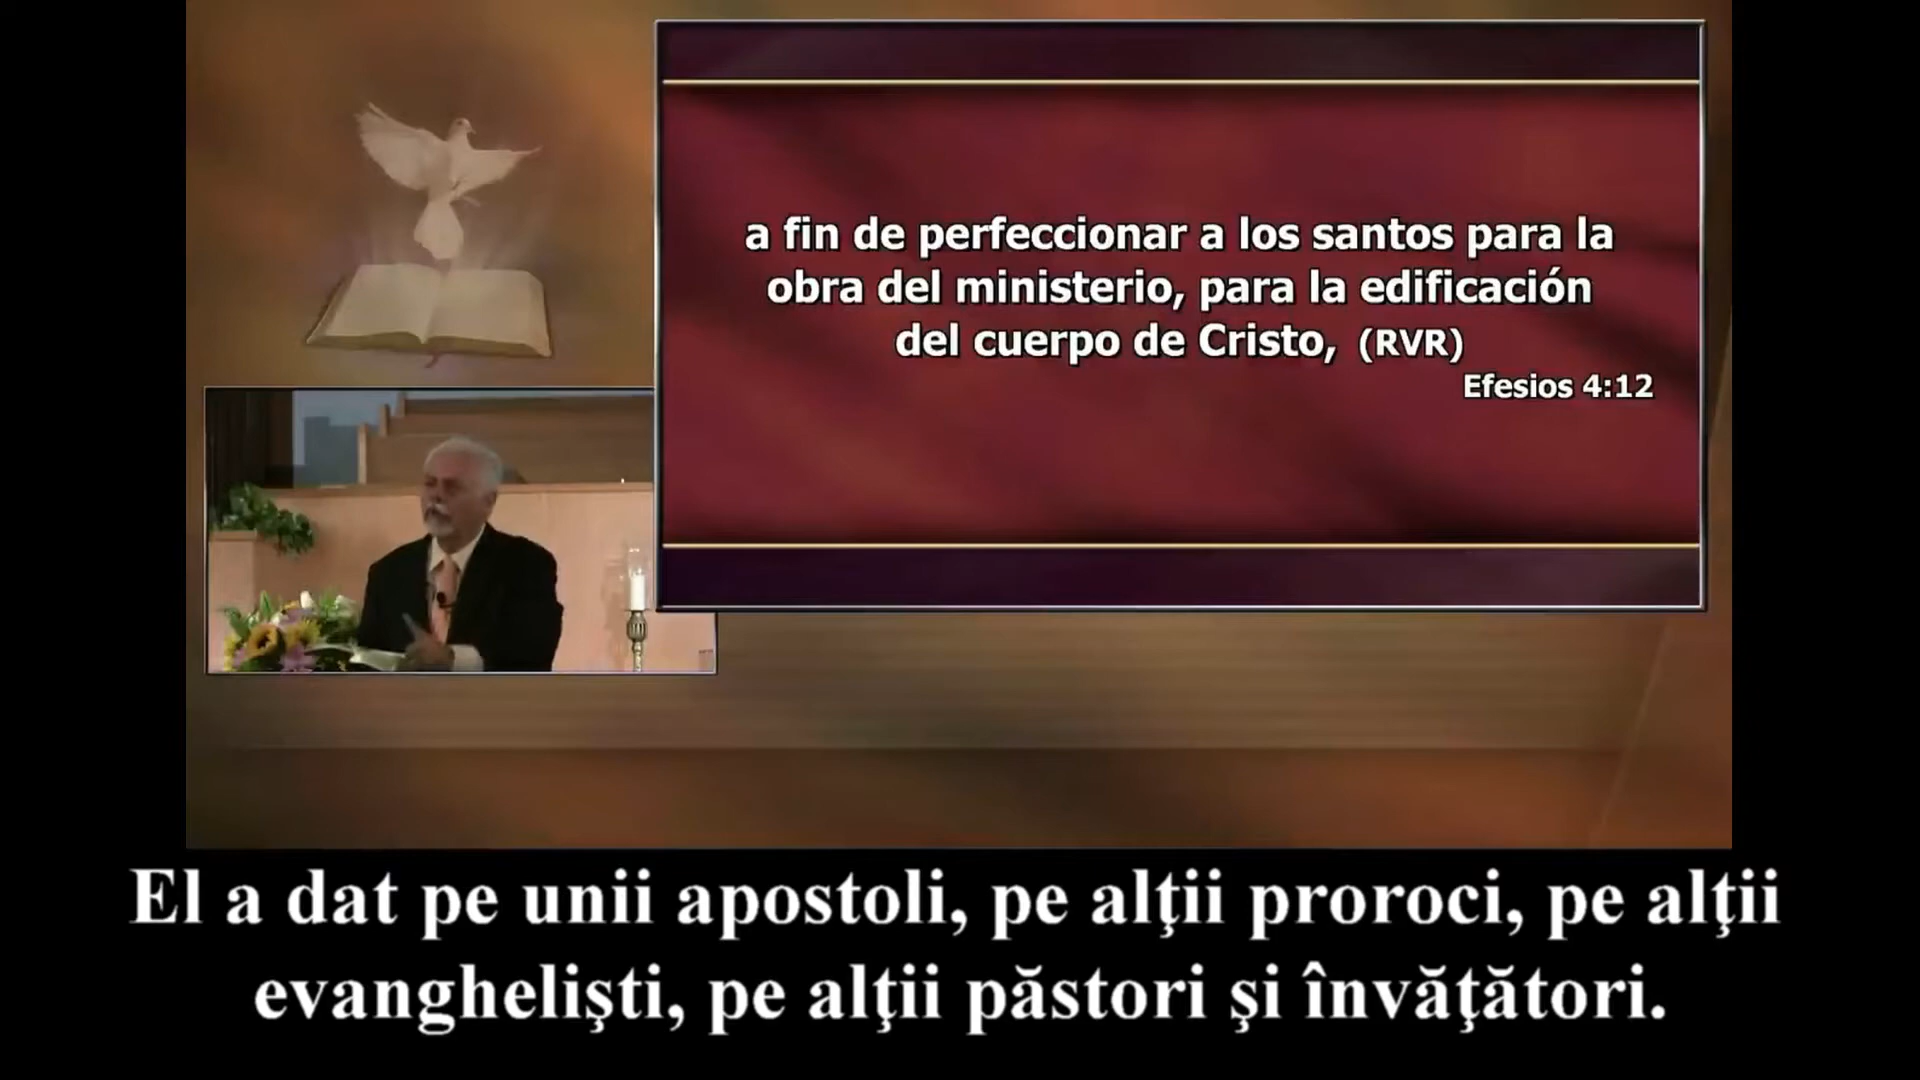 a fin de perfeccionar a los santos para la
obra del ministerio, para la edificación
del cuerpo de Cristo, (RVR)
Efesios 4:12
El a dat pe unii apostoli, pe alţii proroci, pe alţii
evanghelişti, pe alţii păstori şi învăţători.